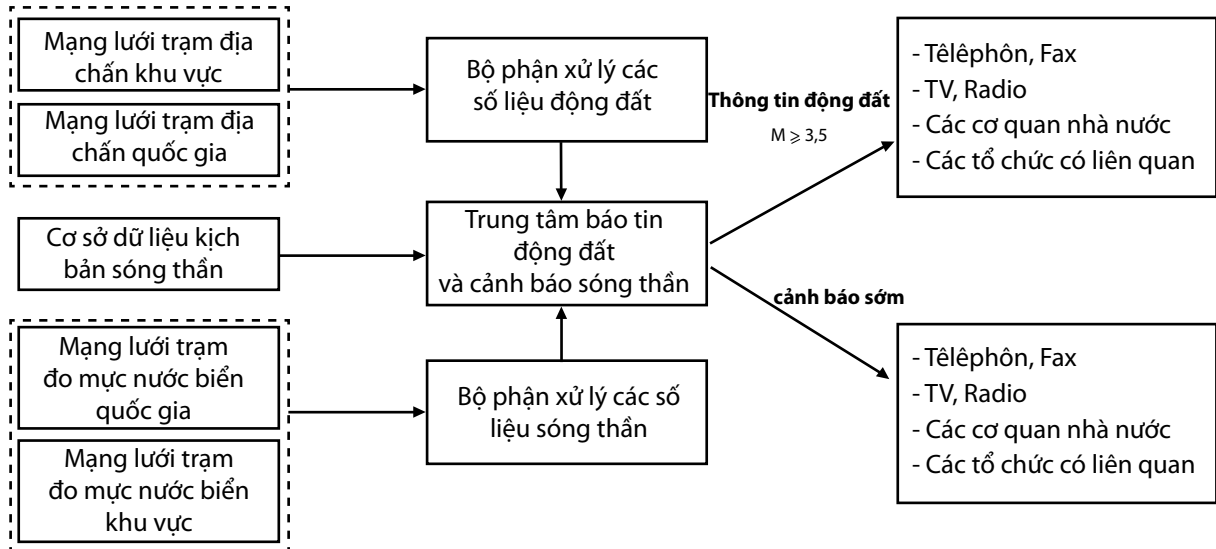 Mạng lưới trạm địa
chấn khu vực
Mạng lưới trạm địa
chấn quốc gia
Cơ sở dữ liệu kịch
bản sóng thần
Mạng lưới trạm
đo mực nước biển
quốc gia
Mạng lưới trạm
đo mực nước biển
khu vực
Bộ phận xử lý các
số liệu động đất
Trung tâm báo tin
động đất
và cảnh báo sóng thần
Bộ phận xử lý các số
liệu sóng thần
Thông tin động đất
M ⩾ 3,5
cảnh báo sớm
- Têlêphôn, Fax
- TV, Radio
- Các cơ quan nhà nước
- Các tổ chức có liên quan
- Têlêphôn, Fax
- TV, Radio
- Các cơ quan nhà nước
- Các tổ chức có liên quan